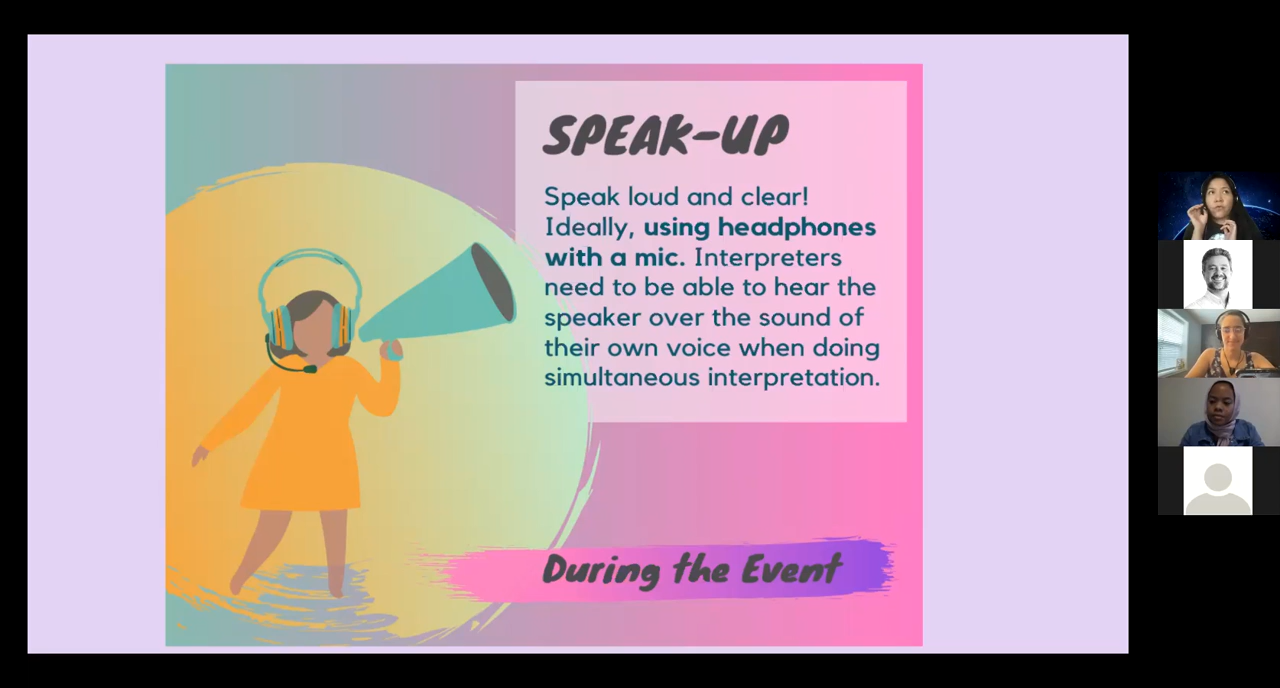 SPEAK-UP
Speak loud and clear!
Ideally, using headphones
with a mic. Interpreters
need to be able to hear the
speaker over the sound of
their own voice when doing
simultaneous interpretation.
During the Event